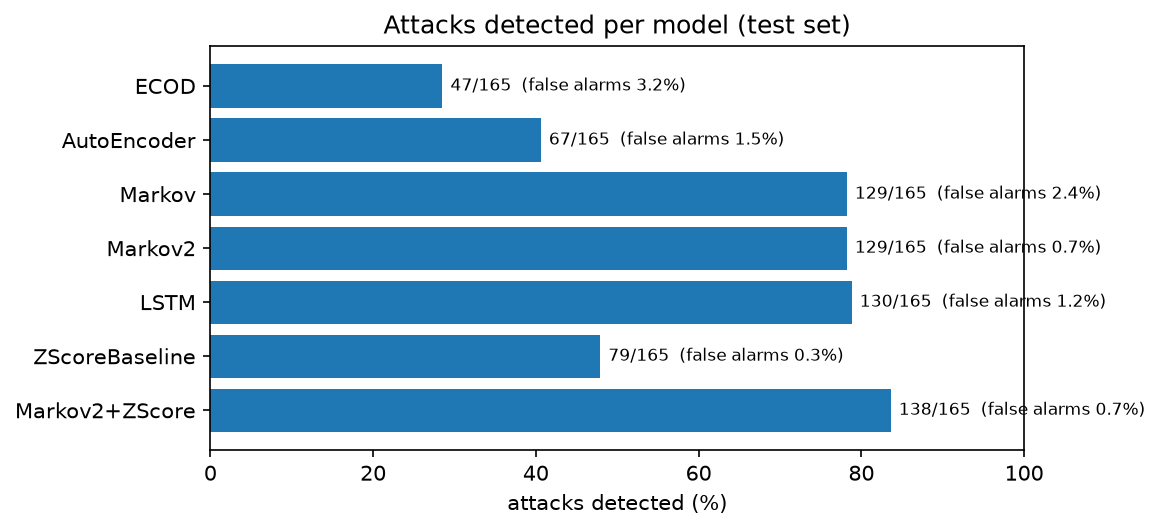 Attacks detected per model (test set)
ECOD 47/165 (false alarms 3.2%)
AutoEncoder 67/165 (false alarms 1.5%)
Markov 129/165 (false alarms 2.4%)
Markov2 129/165 (false alarms 0.7%)
LSTM 130/165 (false alarms 1.2%)
ZScoreBaseline 79/165 (false alarms 0.3%)
Markov2+ZScore 138/165 (false alarms 0.7%)
0 20 40 60 80 100
attacks detected (%)